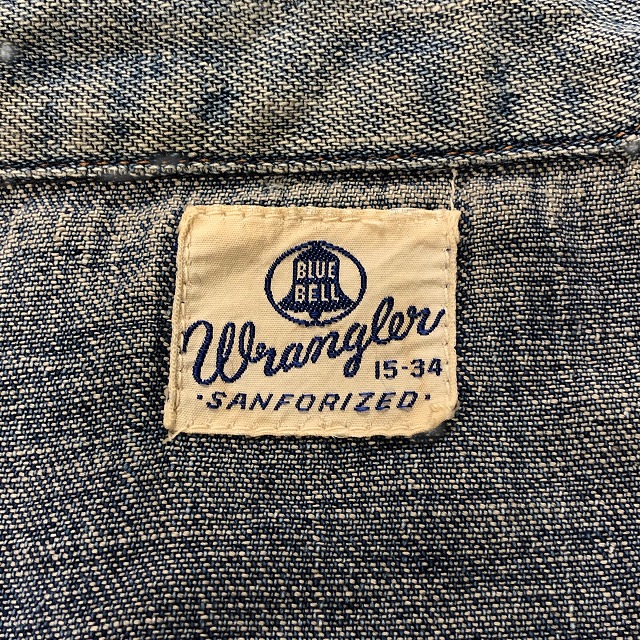 BLUE
BELL
Wrangler
15-34
·SANFORIZED·